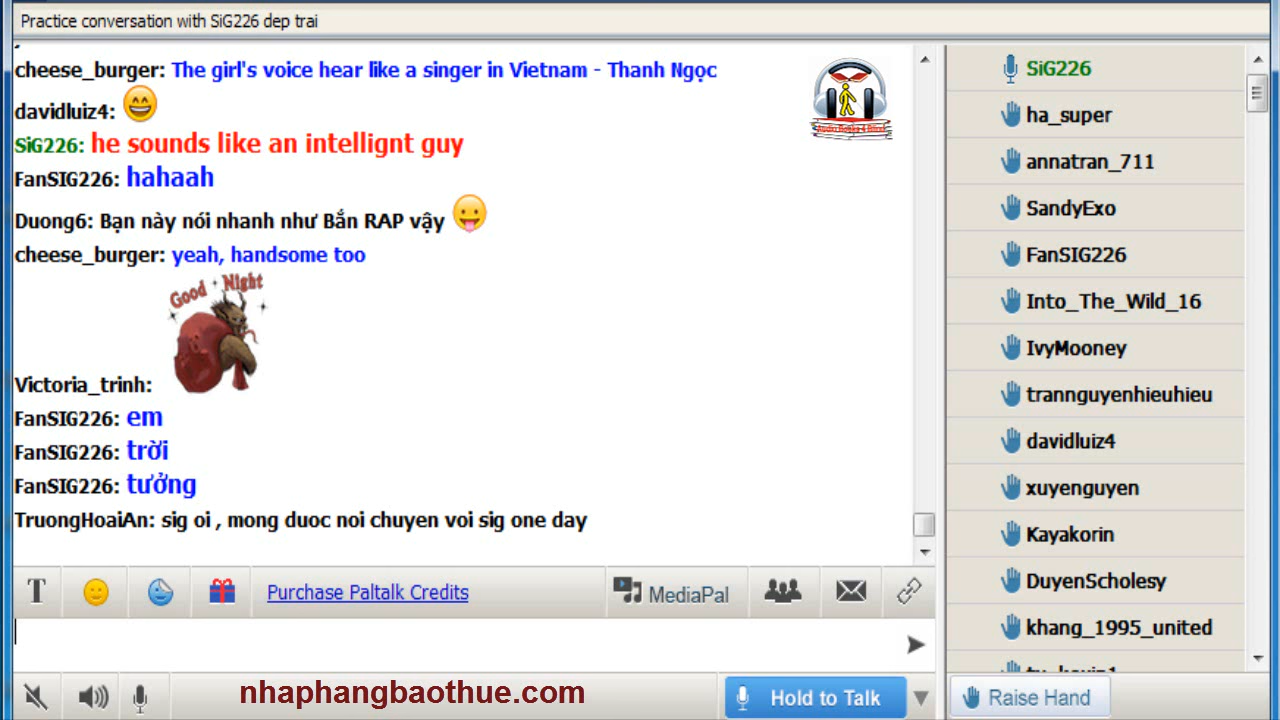 Practice conversation with SiG226 dep trai
cheese_burger: The girl's voice hear like a singer in Vietnam - Thanh Ngọc
davidluiz4:
SiG226: he sounds like an intellignt guy
FanSIG226: hahaah
Duong6: Bạn này nói nhanh như Bắn RAP vậy
cheese_burger: yeah, handsome too
Good Night
Victoria_trinh:
FanSIG226: em
FanSIG226: trời
FanSIG226: tưởng
TruongHoaiAn: sig oi , mong duoc noi chuyen voi sig one day
T
Purchase Paltalk Credits
MediaPal
nhaphangbaothue.com
Hold to Talk
SiG226
ha_super
annatran_711
SandyExo
FanSIG226
Into_The_Wild_16
IvyMooney
trannguyenhieuhieu
davidluiz4
xuyenguyen
Kayakorin
DuyenScholesy
khang_1995_united
Raise Hand